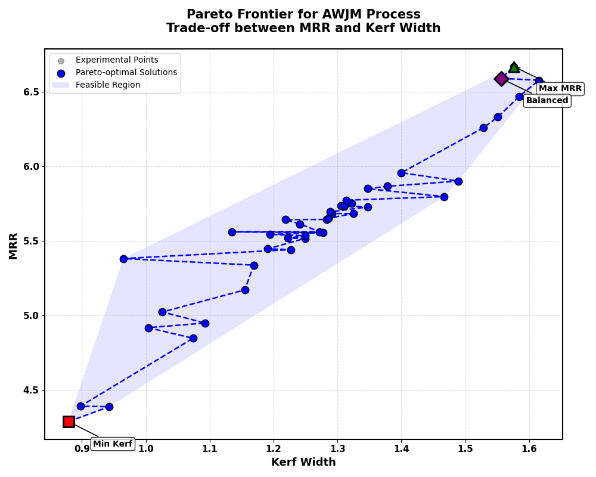 Pareto Frontier for AWJM Process
Trade-off between MRR and Kerf Width
Experimental Points
Pareto-optimal Solutions
Feasible Region
Max MRR
Balanced
Min Kerf
MRR
6.5
6.0
5.5
5.0
4.5
0.9 1.0 1.1 1.2 1.3 1.4 1.5 1.6
Kerf Width